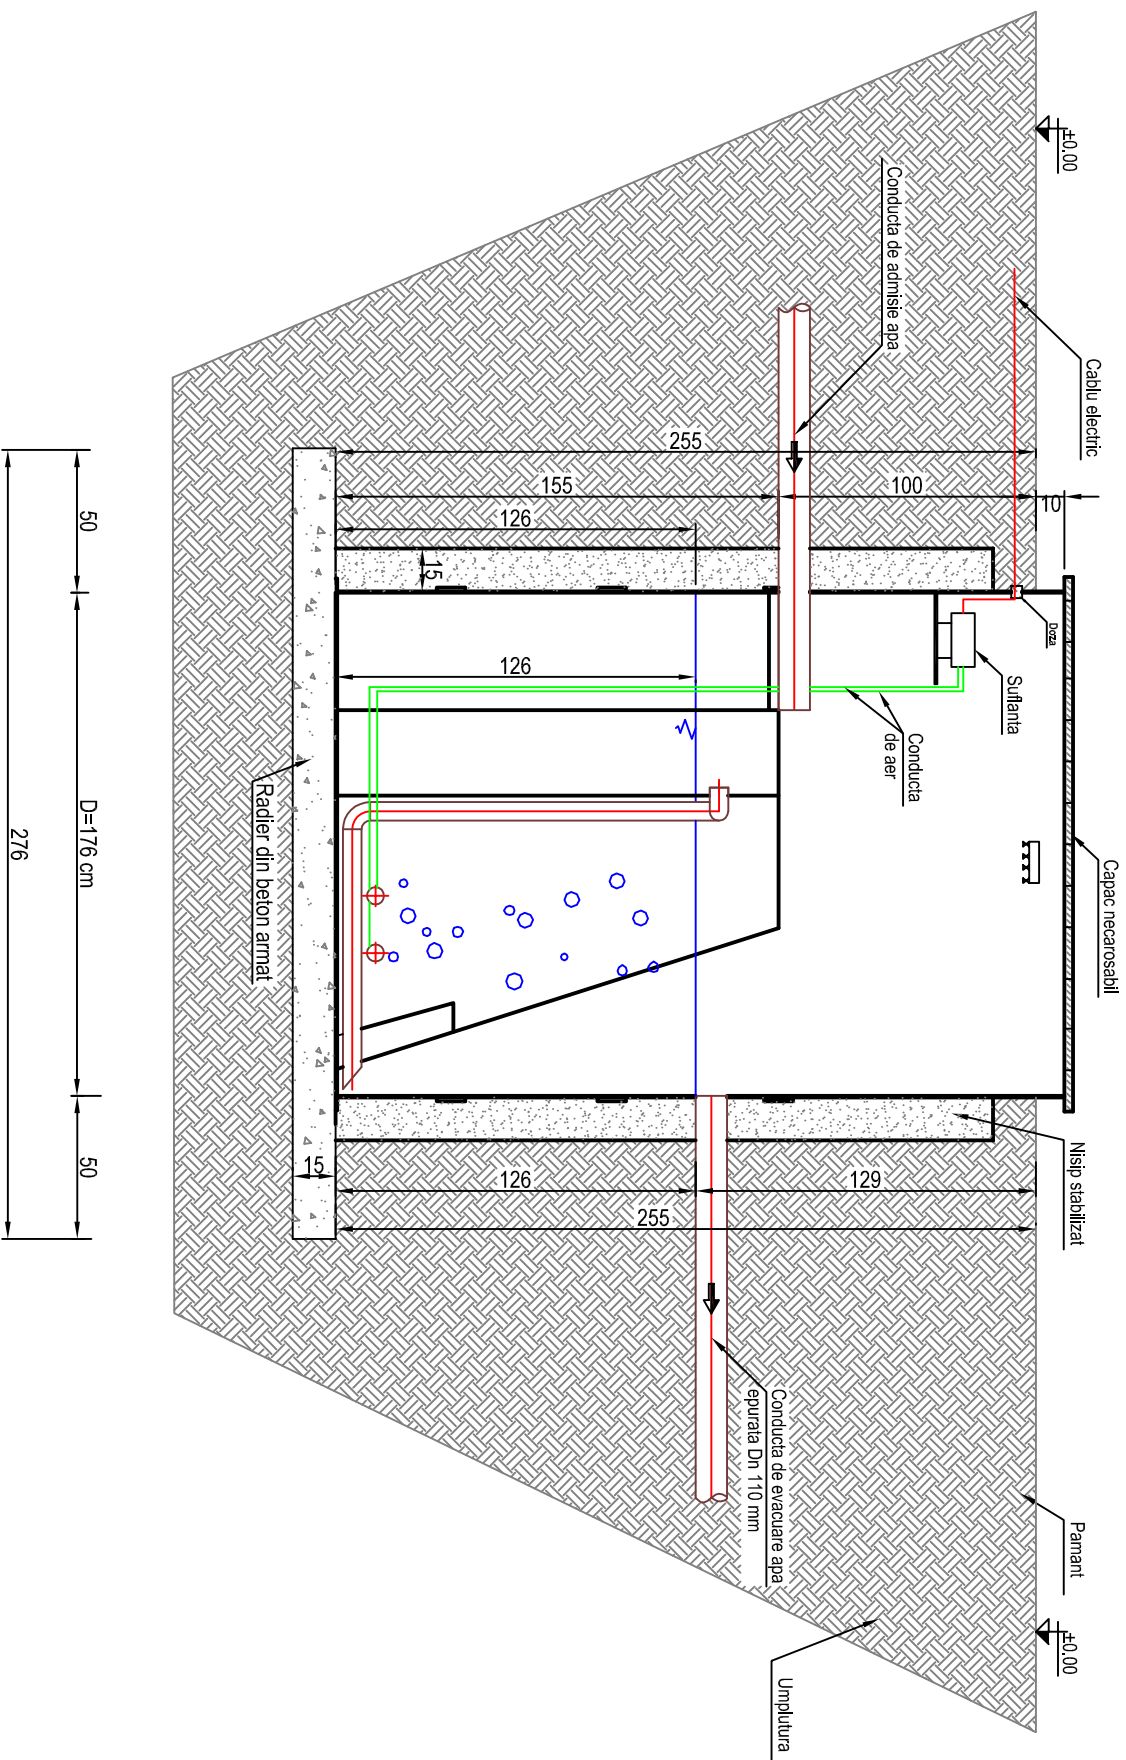 ±0.00
±0.00
Cablu electric
Capac necarosabil
Nisip stabilizat
Pamant
10
Doza
Suflanta
Conducta
de aer
Conducta de admisie apa
255
100
155
126
15
126
129
126
255
15
Conducta de evacuare apa
epurata Dn 110 mm
Umplutura
Radier din beton armat
50
D=176 cm
50
276